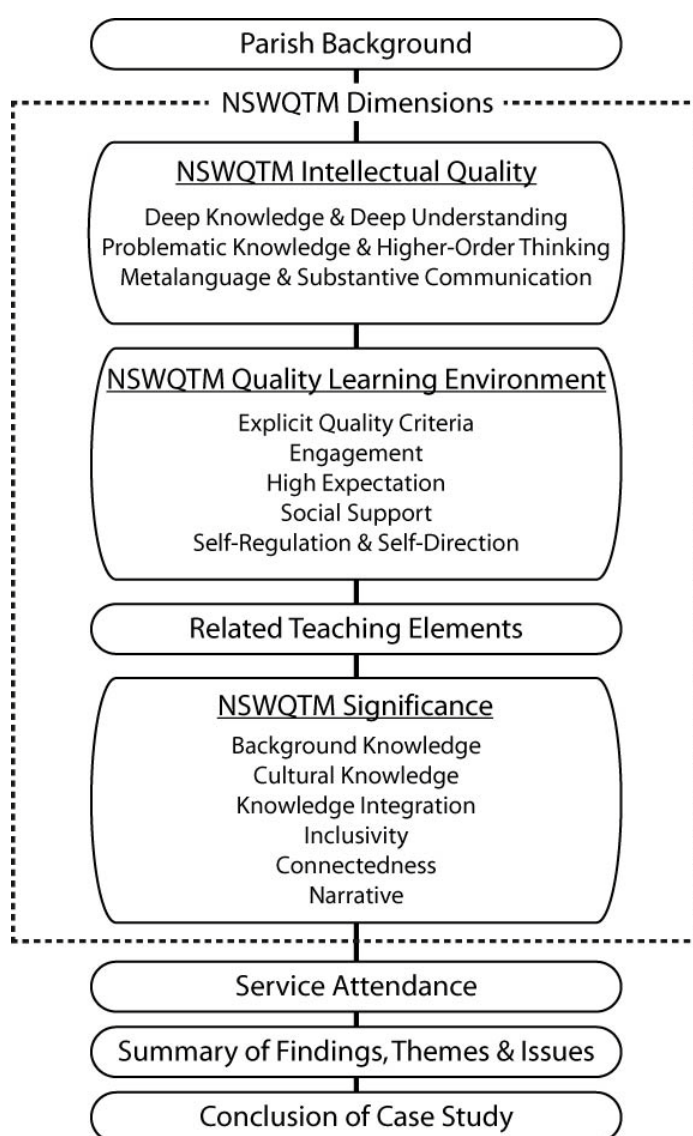 Parish Background
NSWQTM Dimensions
NSWQTM Intellectual Quality
Deep Knowledge & Deep Understanding
Problematic Knowledge & Higher-Order Thinking
Metalanguage & Substantive Communication
NSWQTM Quality Learning Environment
Explicit Quality Criteria
Engagement
High Expectation
Social Support
Self-Regulation & Self-Direction
Related Teaching Elements
NSWQTM Significance
Background Knowledge
Cultural Knowledge
Knowledge Integration
Inclusivity
Connectedness
Narrative
Service Attendance
Summary of Findings, Themes & Issues
Conclusion of Case Study